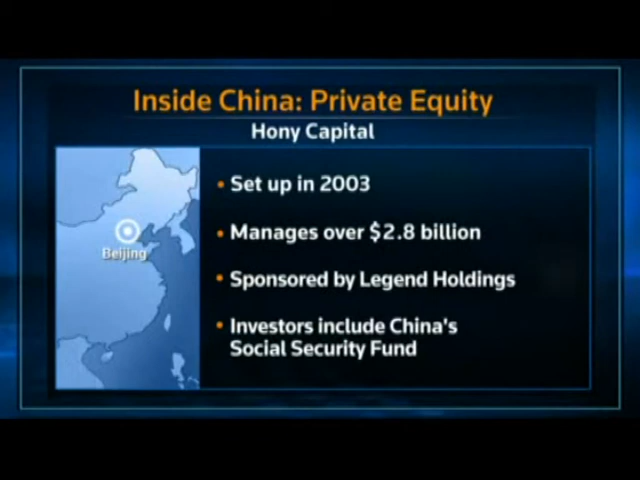 Inside China: Private Equity
Hony Capital
• Set up in 2003
• Manages over $2.8 billion
• Sponsored by Legend Holdings
• Investors include China's
Social Security Fund
Beijing